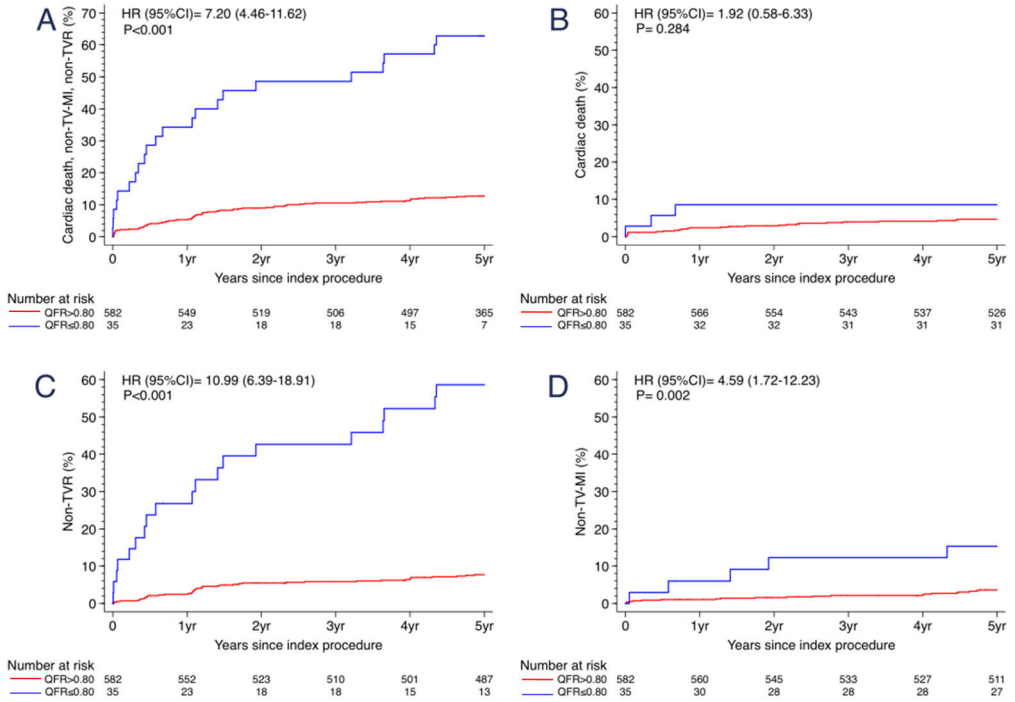 A
HR (95%CI)= 7.20 (4.46-11.62)
P<0.001
Cardiac death, non-TV-MI, non-TVR (%)
70
60
50
40
30
20
10
0
0 1yr 2yr 3yr 4yr 5yr
Years since index procedure
Number at risk
QFR>0.80 582 549 519 506 497 365
QFR≤0.80 35 23 18 18 15 7
B
HR (95%CI)= 1.92 (0.58-6.33)
P= 0.284
Cardiac death (%)
60
50
40
30
20
10
0
0 1yr 2yr 3yr 4yr 5yr
Years since index procedure
Number at risk
QFR>0.80 582 566 554 543 537 526
QFR≤0.80 35 32 32 31 31 31
C
HR (95%CI)= 10.99 (6.39-18.91)
P<0.001
Non-TVR (%)
60
50
40
30
20
10
0
0 1yr 2yr 3yr 4yr 5yr
Years since index procedure
Number at risk
QFR>0.80 582 552 523 510 501 487
QFR≤0.80 35 23 18 18 15 13
D
HR (95%CI)= 4.59 (1.72-12.23)
P= 0.002
Non-TV-MI (%)
60
50
40
30
20
10
0
0 1yr 2yr 3yr 4yr 5yr
Years since index procedure
Number at risk
QFR>0.80 582 560 545 533 527 511
QFR≤0.80 35 30 28 28 28 27